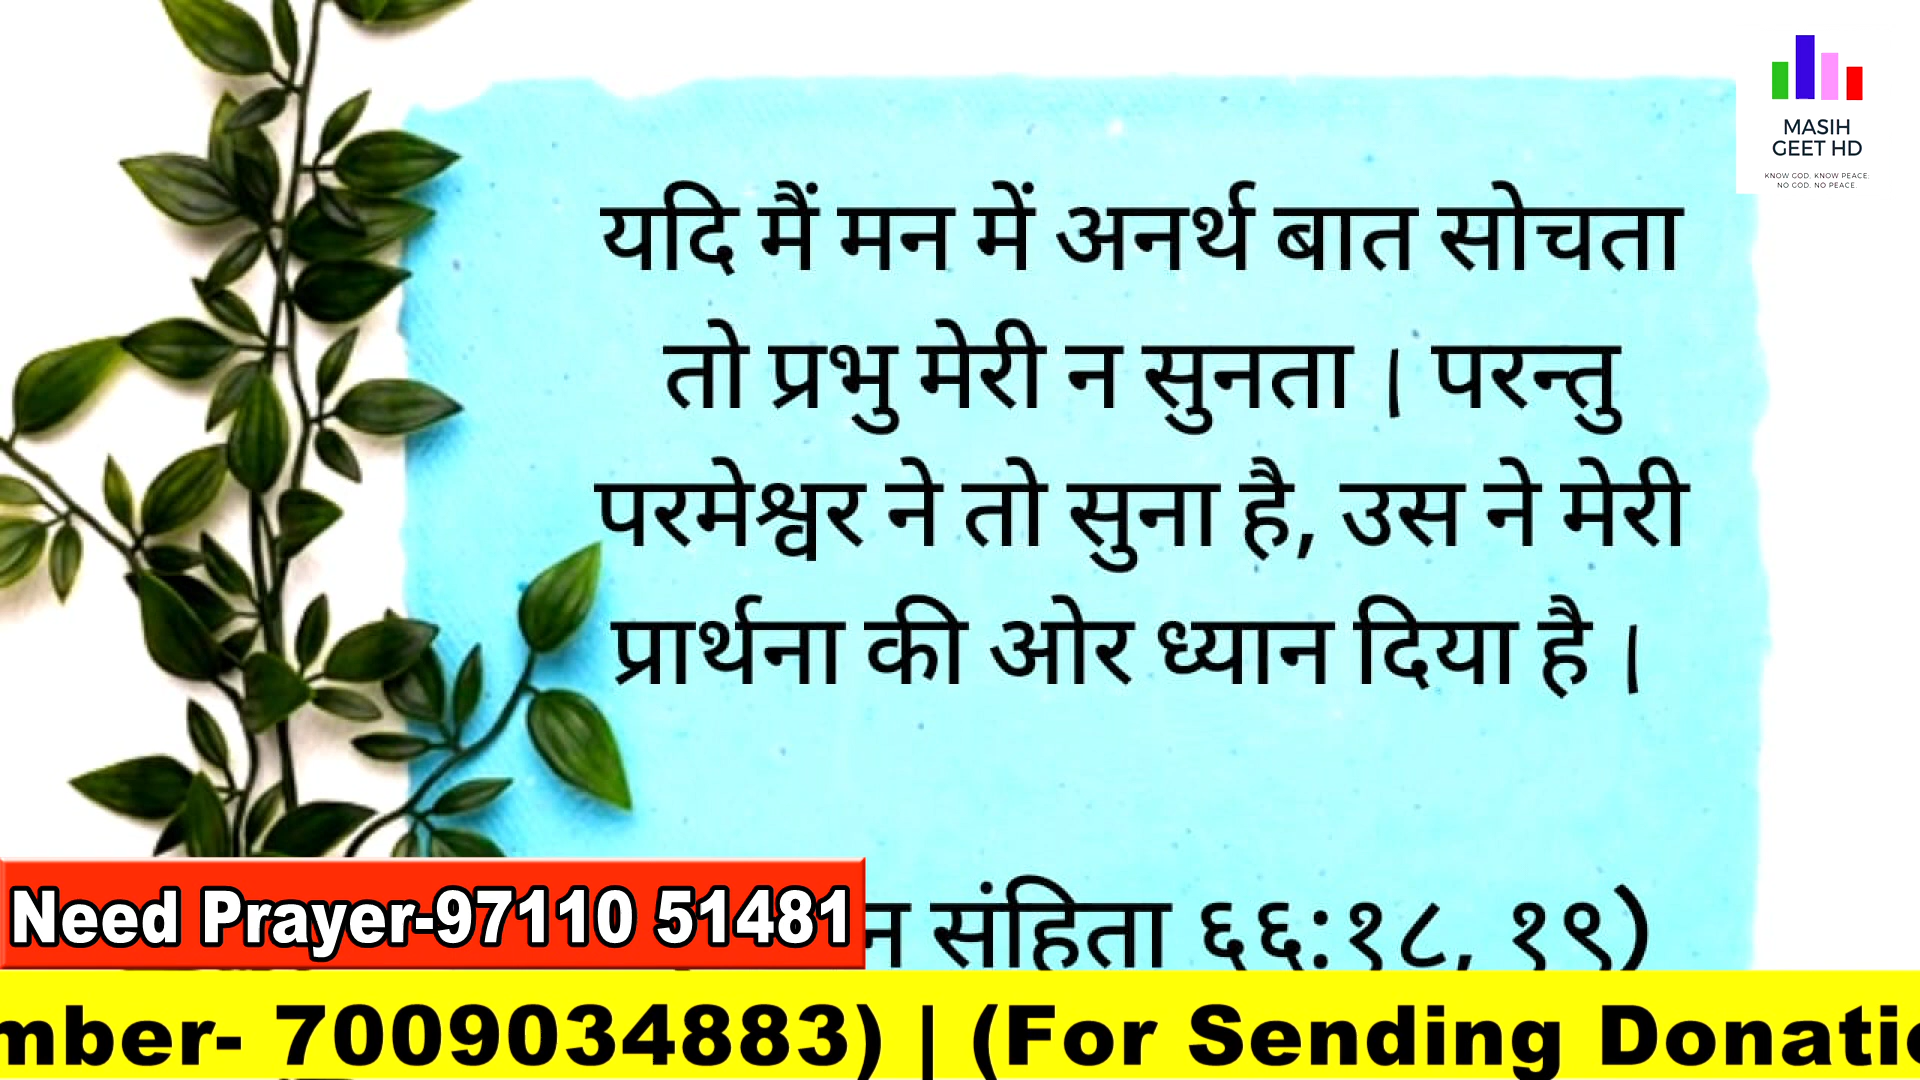 MASIH
GEET HD
KNOW GOD. KNOW PEACE.
NO GOD. NO PEACE.
यदि मैं मन में अनर्थ बात सोचता
तो प्रभु मेरी न सुनता । परन्तु
परमेश्वर ने तो सुना है, उस ने मेरी
प्रार्थना की ओर ध्यान दिया है ।
संहिता ६६:१८, १९)
Need Prayer-97110 51481
mber- 7009034883) | (For Sending Donatio